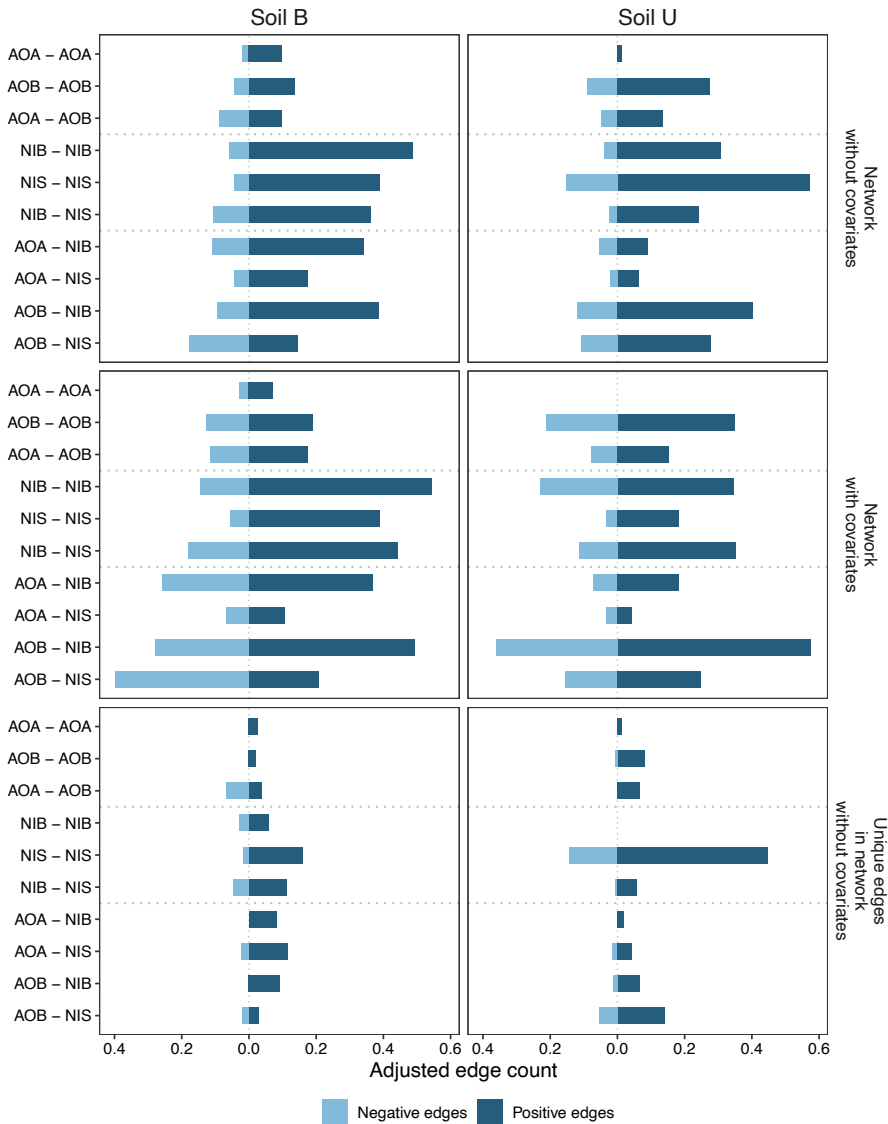 Soil B
Soil U
AOA – AOA
AOB – AOB
AOA – AOB
NIB – NIB
NIS – NIS
NIB – NIS
AOA – NIB
AOA – NIS
AOB – NIB
AOB – NIS
Network
without covariates
AOA – AOA
AOB – AOB
AOA – AOB
NIB – NIB
NIS – NIS
NIB – NIS
AOA – NIB
AOA – NIS
AOB – NIB
AOB – NIS
Network
with covariates
AOA – AOA
AOB – AOB
AOA – AOB
NIB – NIB
NIS – NIS
NIB – NIS
AOA – NIB
AOA – NIS
AOB – NIB
AOB – NIS
Unique edges
in network
without covariates
0.4 0.2 0.0 0.2 0.4 0.6
0.4 0.2 0.0 0.2 0.4 0.6
Adjusted edge count
Negative edges
Positive edges